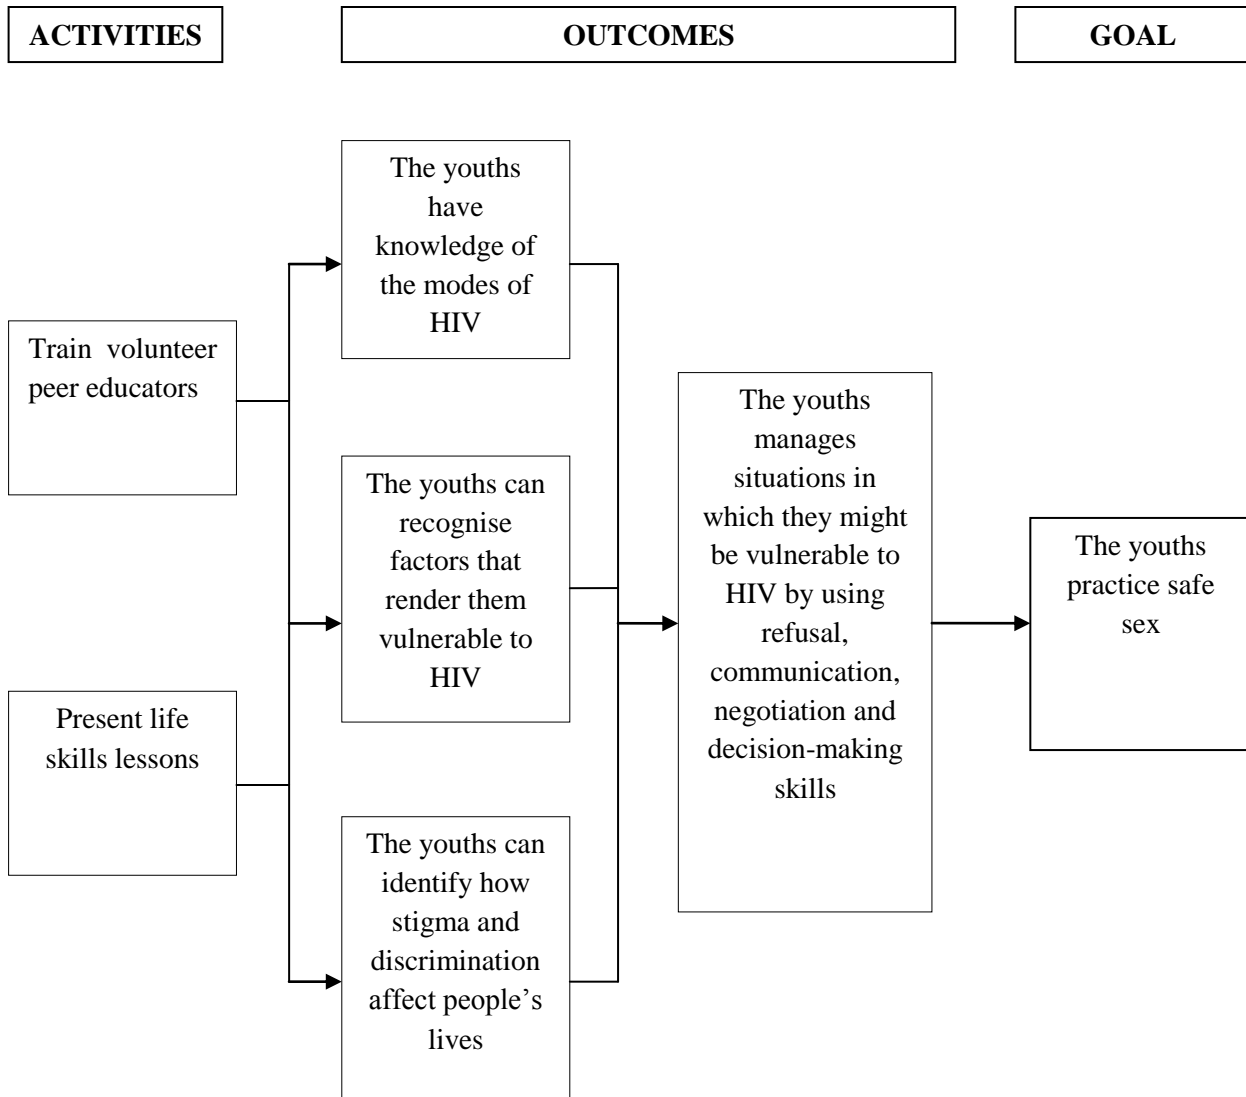 ACTIVITIES
OUTCOMES
GOAL
The youths
have
knowledge of
the modes of
HIV
Train volunteer
peer educators
The youths can
recognise
factors that
render them
vulnerable to
HIV
Present life
skills lessons
The youths can
identify how
stigma and
discrimination
affect people’s
lives
The youths
manages
situations in
which they might
be vulnerable to
HIV by using
refusal,
communication,
negotiation and
decision-making
skills
The youths
practice safe
sex